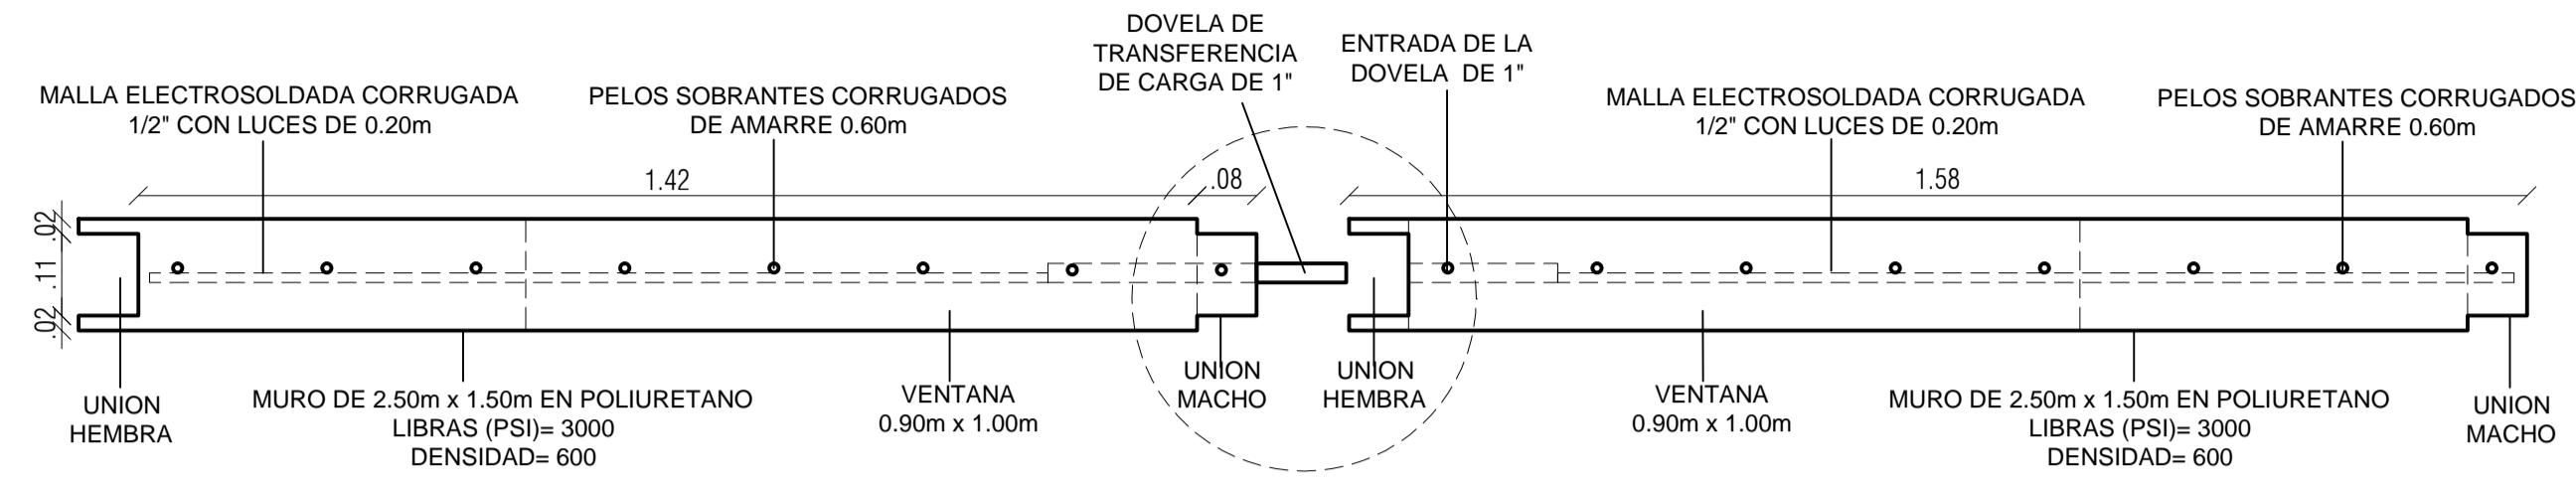 DOVELA DE
TRANSFERENCIA
DE CARGA DE 1"
ENTRADA DE LA
DOVELA DE 1"
MALLA ELECTROSOLDADA CORRUGADA
1/2" CON LUCES DE 0.20m
PELOS SOBRANTES CORRUGADOS
DE AMARRE 0.60m
MALLA ELECTROSOLDADA CORRUGADA
1/2" CON LUCES DE 0.20m
PELOS SOBRANTES CORRUGADOS
DE AMARRE 0.60m
1.42
.08
1.58
.02
.11
.02
UNION
HEMBRA
MURO DE 2.50m x 1.50m EN POLIURETANO
LIBRAS (PSI)= 3000
DENSIDAD= 600
VENTANA
0.90m x 1.00m
UNION
MACHO
UNION
HEMBRA
VENTANA
0.90m x 1.00m
MURO DE 2.50m x 1.50m EN POLIURETANO
LIBRAS (PSI)= 3000
DENSIDAD= 600
UNION
MACHO